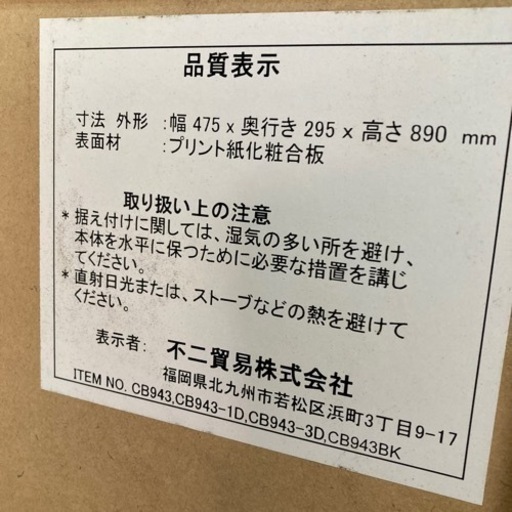 品質表示
寸法 外形 :幅 475 x 奥行き 295 x 高さ 890 mm
表面材 :プリント紙化粧合板
取り扱い上の注意
* 据え付けに関しては、湿気の多い所を避け、
本体を水平に保つために必要な措置を講じ
てください。
* 直射日光または、ストーブなどの熱を避けて
ください。
表示者: 不二貿易株式会社
福岡県北九州市若松区浜町3丁目9-17
ITEM NO. CB943,CB943-1D,CB943-3D,CB943BK